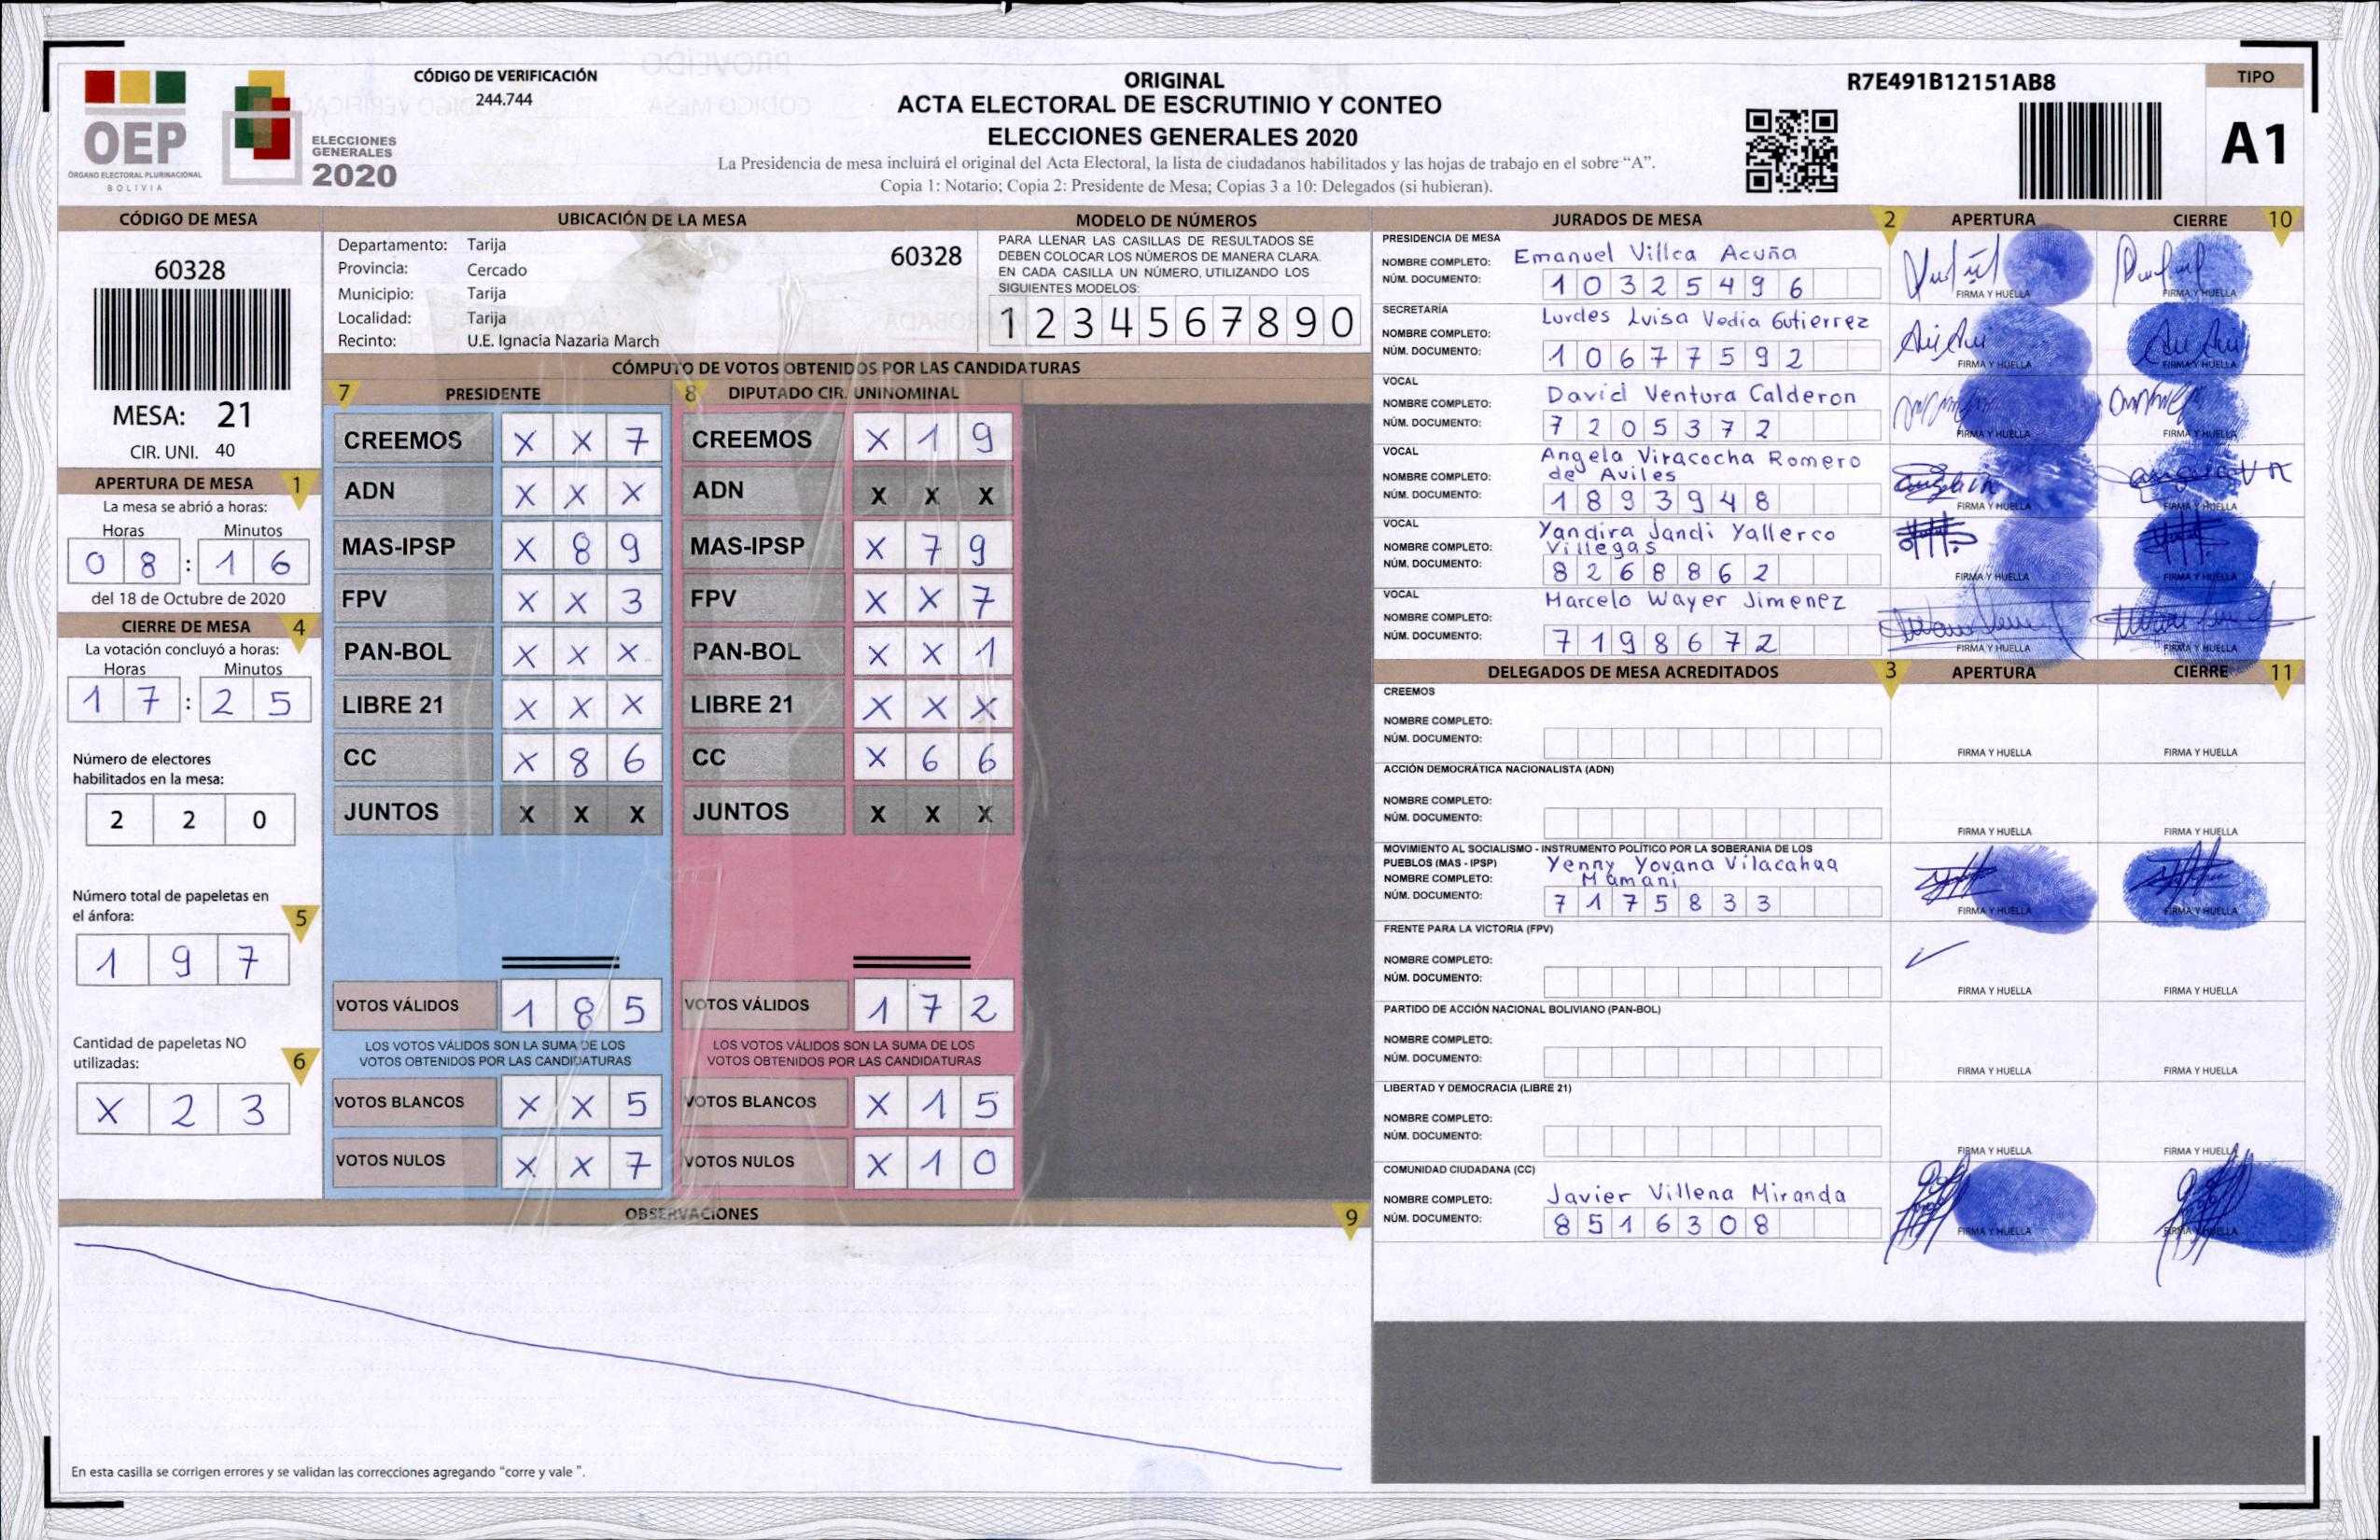 CÓDIGO DE VERIFICACIÓN
244.744
OEP
ÓRGANO ELECTORAL PLURINACIONAL
BOLIVIA
ELECCIONES
GENERALES
2020
ORIGINAL
ACTA ELECTORAL DE ESCRUTINIO Y CONTEO
ELECCIONES GENERALES 2020
La Presidencia de mesa incluirá el original del Acta Electoral, la lista de ciudadanos habilitados y las hojas de trabajo en el sobre “A”.
Copia 1: Notario; Copia 2: Presidente de Mesa; Copias 3 a 10: Delegados (si hubieran).
R7E491B12151AB8
TIPO
A1
CÓDIGO DE MESA
60328
MESA: 21
CIR. UNI. 40
APERTURA DE MESA 1
La mesa se abrió a horas:
Horas Minutos
0 8 : 1 6
del 18 de Octubre de 2020
CIERRE DE MESA 4
La votación concluyó a horas:
Horas Minutos
1 7 : 2 5
Número de electores
habilitados en la mesa:
2 2 0
Número total de papeletas en
el ánfora: 5
1 9 7
Cantidad de papeletas NO
utilizadas: 6
X 2 3
UBICACIÓN DE LA MESA
Departamento: Tarija
60328
Provincia: Cercado
Municipio: Tarija
Localidad: Tarija
Recinto: U.E. Ignacia Nazaria March
MODELO DE NÚMEROS
PARA LLENAR LAS CASILLAS DE RESULTADOS SE
DEBEN COLOCAR LOS NÚMEROS DE MANERA CLARA.
EN CADA CASILLA UN NÚMERO, UTILIZANDO LOS
SIGUIENTES MODELOS:
1 2 3 4 5 6 7 8 9 0
CÓMPUTO DE VOTOS OBTENIDOS POR LAS CANDIDATURAS
7 PRESIDENTE
CREEMOS X X 7
ADN X X X
MAS-IPSP X 8 9
FPV X X 3
PAN-BOL X X X
LIBRE 21 X X X
CC X 8 6
JUNTOS X X X
VOTOS VÁLIDOS 1 8 5
LOS VOTOS VÁLIDOS SON LA SUMA DE LOS
VOTOS OBTENIDOS POR LAS CANDIDATURAS
VOTOS BLANCOS X X 5
VOTOS NULOS X X 7
8 DIPUTADO CIR. UNINOMINAL
CREEMOS X 1 9
ADN X X X
MAS-IPSP X 7 9
FPV X X 7
PAN-BOL X X 1
LIBRE 21 X X X
CC X 6 6
JUNTOS X X X
VOTOS VÁLIDOS 1 7 2
LOS VOTOS VÁLIDOS SON LA SUMA DE LOS
VOTOS OBTENIDOS POR LAS CANDIDATURAS
VOTOS BLANCOS X 1 5
VOTOS NULOS X 1 0
OBSERVACIONES 9
En esta casilla se corrigen errores y se validan las correcciones agregando “corre y vale ”.
JURADOS DE MESA 2 APERTURA CIERRE 10
PRESIDENCIA DE MESA
NOMBRE COMPLETO: Emanuel Villca Acuña
NÚM. DOCUMENTO: 1 0 3 2 5 4 9 6
FIRMA Y HUELLA FIRMA Y HUELLA
SECRETARÍA
NOMBRE COMPLETO: Lurdes Luisa Vedia Gutierrez
NÚM. DOCUMENTO: 1 0 6 7 7 5 9 2
FIRMA Y HUELLA FIRMA Y HUELLA
VOCAL
NOMBRE COMPLETO: David Ventura Calderon
NÚM. DOCUMENTO: 7 2 0 5 3 7 2
FIRMA Y HUELLA FIRMA Y HUELLA
VOCAL
Angela Viracocha Romero
NOMBRE COMPLETO: de Aviles
NÚM. DOCUMENTO: 1 8 9 3 9 4 8
FIRMA Y HUELLA FIRMA Y HUELLA
VOCAL
Yandira Jandi Yallerco
NOMBRE COMPLETO: Villegas
NÚM. DOCUMENTO: 8 2 6 8 8 6 2
FIRMA Y HUELLA FIRMA Y HUELLA
VOCAL
NOMBRE COMPLETO: Marcelo Wayer Jimenez
NÚM. DOCUMENTO: 7 1 9 8 6 7 2
FIRMA Y HUELLA FIRMA Y HUELLA
DELEGADOS DE MESA ACREDITADOS 3 APERTURA CIERRE 11
CREEMOS
NOMBRE COMPLETO:
NÚM. DOCUMENTO:
FIRMA Y HUELLA FIRMA Y HUELLA
ACCIÓN DEMOCRÁTICA NACIONALISTA (ADN)
NOMBRE COMPLETO:
NÚM. DOCUMENTO:
FIRMA Y HUELLA FIRMA Y HUELLA
MOVIMIENTO AL SOCIALISMO - INSTRUMENTO POLÍTICO POR LA SOBERANIA DE LOS
PUEBLOS (MAS - IPSP) Yenny Yovana Vilacahua
NOMBRE COMPLETO: Mamani
NÚM. DOCUMENTO: 7 1 7 5 8 3 3
FIRMA Y HUELLA FIRMA Y HUELLA
FRENTE PARA LA VICTORIA (FPV)
NOMBRE COMPLETO:
NÚM. DOCUMENTO:
FIRMA Y HUELLA FIRMA Y HUELLA
PARTIDO DE ACCIÓN NACIONAL BOLIVIANO (PAN-BOL)
NOMBRE COMPLETO:
NÚM. DOCUMENTO:
FIRMA Y HUELLA FIRMA Y HUELLA
LIBERTAD Y DEMOCRACIA (LIBRE 21)
NOMBRE COMPLETO:
NÚM. DOCUMENTO:
FIRMA Y HUELLA FIRMA Y HUELLA
COMUNIDAD CIUDADANA (CC)
NOMBRE COMPLETO: Javier Villena Miranda
NÚM. DOCUMENTO: 8 5 1 6 3 0 8
FIRMA Y HUELLA FIRMA Y HUELLA